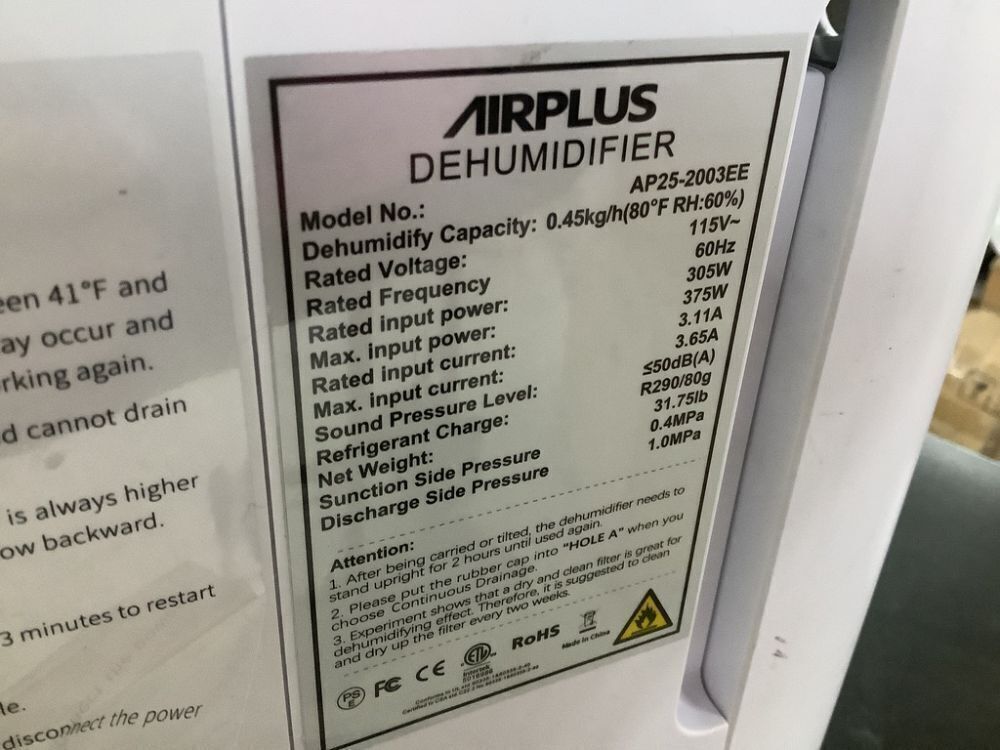 AIRPLUS
DEHUMIDIFIER
Model No.: AP25-2003EE
Dehumidify Capacity: 0.45kg/h(80°F RH:60%)
Rated Voltage: 115V~
Rated Frequency 60Hz
Rated input power: 305W
Max. input power: 375W
Rated input current: 3.11A
Max. input current: 3.65A
Sound Pressure Level: ≤50dB(A)
Refrigerant Charge: R290/80g
Net Weight: 31.75lb
Sunction Side Pressure 0.4MPa
Discharge Side Pressure 1.0MPa
Attention:
1. After being carried or tilted, the dehumidifier needs to
stand upright for 2 hours until used again.
2. Please put the rubber cap into "HOLE A" when you
choose Continuous Drainage.
3. Experiment shows that a dry and clean filter is great for
dehumidifying effect. Therefore, it is suggested to clean
and dry up the filter every two weeks.
PS
E
FC CE ETL
Intertek
RoHS
Made in China
41°F and
ay occur and
rking again.
d cannot drain
is always higher
ow backward.
3 minutes to restart
le.
disconnect the power